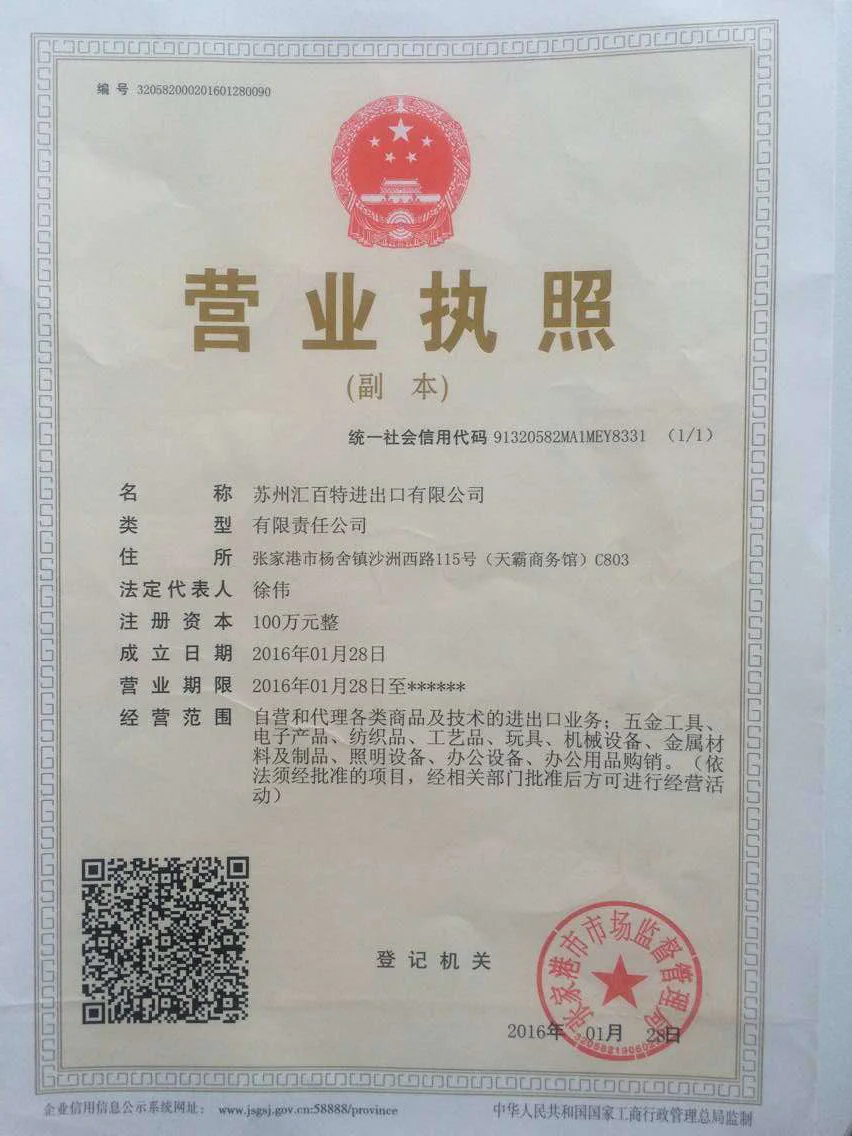 编 号 320582000201601280090
营业执照
(副 本)
统一社会信用代码 91320582MA1MEY8331 (1/1)
名 称 苏州汇百特进出口有限公司
类 型 有限责任公司
住 所 张家港市杨舍镇沙洲西路115号（天霸商务馆）C803
法定代表人 徐伟
注 册 资 本 100万元整
成 立 日 期 2016年01月28日
营 业 期 限 2016年01月28日至******
经 营 范 围 自营和代理各类商品及技术的进出口业务；五金工具、
电子产品、纺织品、工艺品、玩具、机械设备、金属材
料及制品、照明设备、办公设备、办公用品购销。（依
法须经批准的项目，经相关部门批准后方可进行经营活
动）
登 记 机 关
张家港市市场监督管理局
2016年 01月 28日
企业信用信息公示系统网址： www.jsgsj.gov.cn:58888/province
中华人民共和国国家工商行政管理总局监制